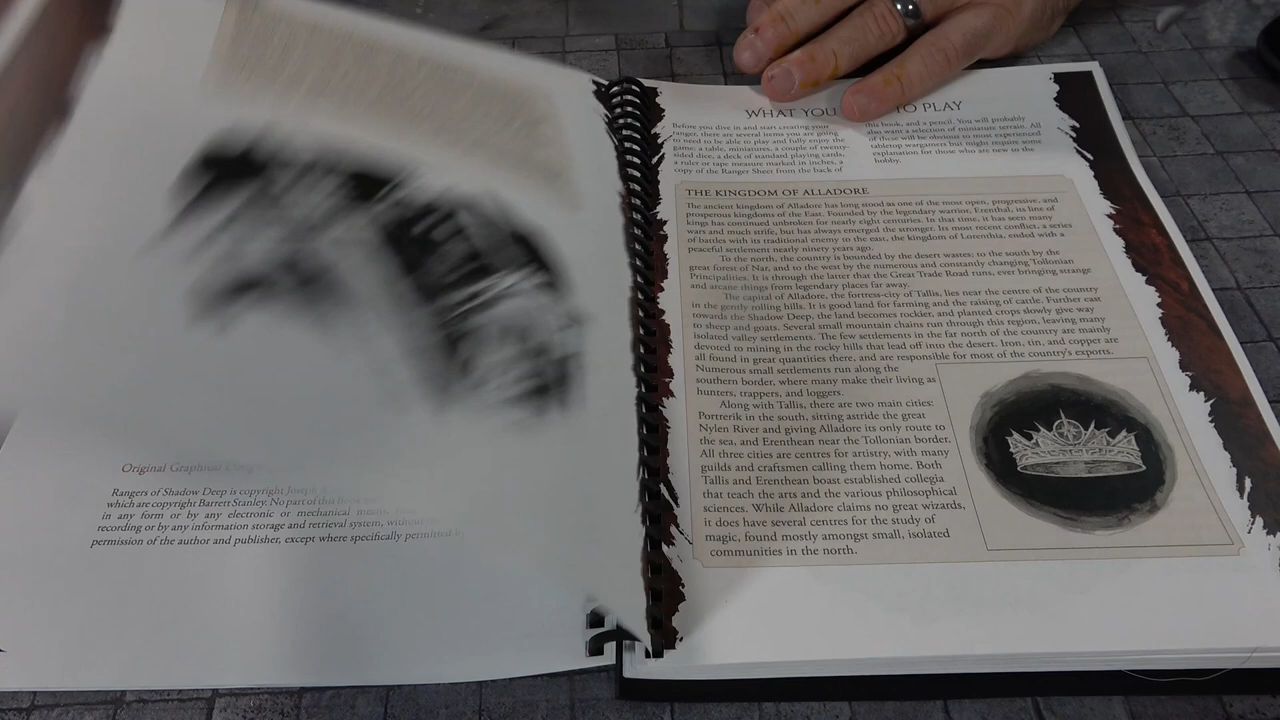 Original Graphical Design
Rangers of Shadow Deep is copyright Joseph
which are copyright Barrett Stanley. No part of this book
in any form or by any electronic or mechanical means,
recording or by any information storage and retrieval system, without
permission of the author and publisher, except where specifically permitted by
WHAT YOU TO PLAY
Before you dive in and start creating your
ranger, there are several items you are going
to need to be able to play and fully enjoy the
game: a table, miniatures, a couple of twenty-
sided dice, a deck of standard playing cards,
a ruler or tape measure marked in inches, a
copy of the Ranger Sheet from the back of
this book, and a pencil. You will probably
also want a selection of miniature terrain. All
of these will be obvious to most experienced
tabletop wargamers but might require some
explanation for those who are new to the
hobby.
THE KINGDOM OF ALLADORE
The ancient kingdom of Alladore has long stood as one of the most open, progressive, and
prosperous kingdoms of the East. Founded by the legendary warrior, Erenthal, its line of
kings has continued unbroken for nearly eight centuries. In that time, it has seen many
wars and much strife, but has always emerged the stronger. Its most recent conflict, a series
of battles with its traditional enemy to the east, the kingdom of Lorenthia, ended with a
peaceful settlement nearly ninety years ago.
To the north, the country is bounded by the desert wastes; to the south by the
great forest of Nar, and to the west by the numerous and constantly changing Tollonian
Principalities. It is through the latter that the Great Trade Road runs, ever bringing strange
and arcane things from legendary places far away.
The capital of Alladore, the fortress-city of Tallis, lies near the centre of the country
in the gently rolling hills. It is good land for farming and the raising of cattle. Further east
towards the Shadow Deep, the land becomes rockier, and planted crops slowly give way
to sheep and goats. Several small mountain chains run through this region, leaving many
isolated valley settlements. The few settlements in the far north of the country are mainly
devoted to mining in the rocky hills that lead off into the desert. Iron, tin, and copper are
all found in great quantities there, and are responsible for most of the country's exports.
Numerous small settlements run along the
southern border, where many make their living as
hunters, trappers, and loggers.
Along with Tallis, there are two main cities:
Portrerik in the south, sitting astride the great
Nylen River and giving Alladore its only route to
the sea, and Erenthean near the Tollonian border.
All three cities are centres for artistry, with many
guilds and craftsmen calling them home. Both
Tallis and Erenthean boast established collegia
that teach the arts and the various philosophical
sciences. While Alladore claims no great wizards,
it does have several centres for the study of
magic, found mostly amongst small, isolated
communities in the north.